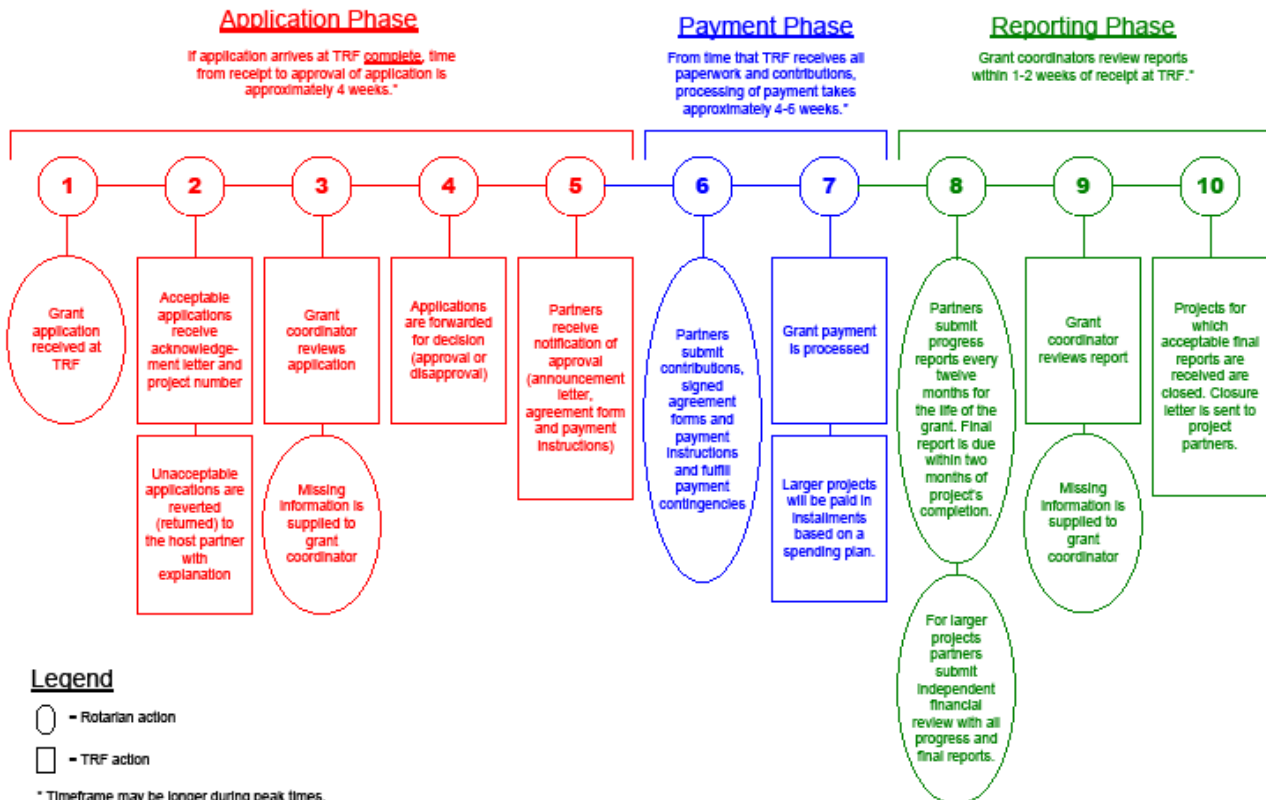 Application Phase
If application arrives at TRF complete, time
from receipt to approval of application is
approximately 4 weeks.*
Payment Phase
From time that TRF receives all
paperwork and contributions,
processing of payment takes
approximately 4-6 weeks.*
Reporting Phase
Grant coordinators review reports
within 1-2 weeks of receipt at TRF.*
1
2
3
4
5
6
7
8
9
10
Grant
application
received at
TRF
Acceptable
applications
receive
acknowledge-
ment letter and
project number
Unacceptable
applications are
reverted
(returned) to
the host partner
with
explanation
Grant
coordinator
reviews
application
Missing
information is
supplied to
grant
coordinator
Applications
are forwarded
for decision
(approval or
disapproval)
Partners
receive
notification of
approval
(announcement
letter,
agreement form
and payment
instructions)
Partners
submit
contributions,
signed
agreement
forms and
payment
instructions
and fulfill
payment
contingencies
Grant payment
is processed
Larger projects
will be paid in
installments
based on a
spending plan.
Partners
submit
progress
reports every
twelve
months for
the life of the
grant. Final
report is due
within two
months of
project's
completion.
For larger
projects
partners
submit
independent
financial
review with all
progress and
final reports.
Grant
coordinator
reviews report
Missing
information is
supplied to
grant
coordinator
Projects for
which
acceptable final
reports are
received are
closed. Closure
letter is sent to
project
partners.
Legend
- Rotarian action
- TRF action
* Timeframe may be longer during peak times.